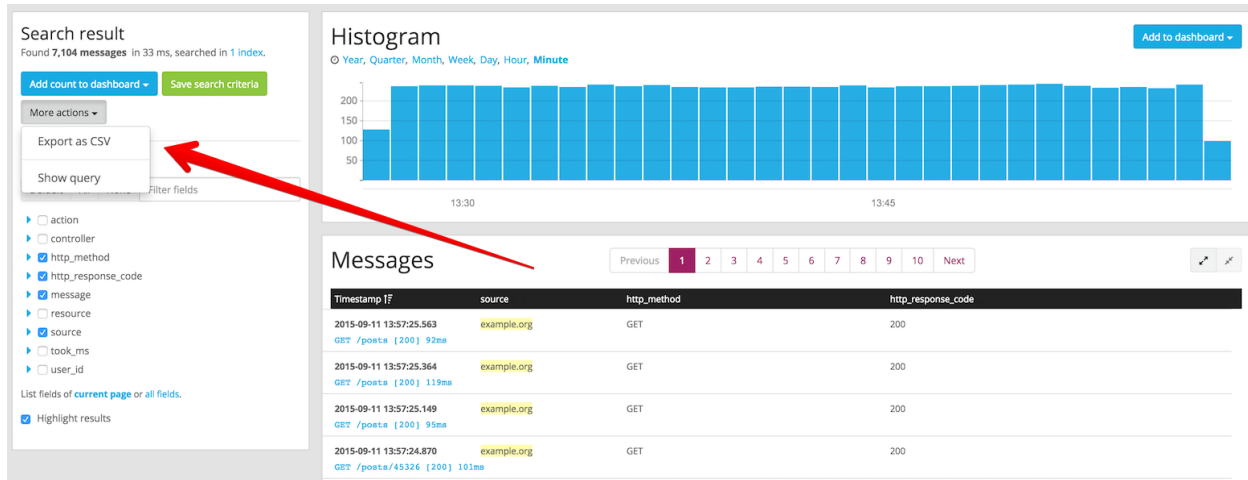 Search result
Found 7,104 messages in 33 ms, searched in 1 index.
Add count to dashboard
Save search criteria
More actions
Export as CSV
Show query
Filter fields
action
controller
http_method
http_response_code
message
resource
source
took_ms
user_id
List fields of current page or all fields.
Highlight results
Histogram
Add to dashboard
Year, Quarter, Month, Week, Day, Hour, Minute
200
150
100
50
13:30 13:45
Messages
Previous 1 2 3 4 5 6 7 8 9 10 Next
Timestamp source http_method http_response_code
2015-09-11 13:57:25.563 example.org GET 200
GET /posts [200] 92ms
2015-09-11 13:57:25.364 example.org GET 200
GET /posts [200] 119ms
2015-09-11 13:57:25.149 example.org GET 200
GET /posts [200] 95ms
2015-09-11 13:57:24.870 example.org GET 200
GET /posts/45326 [200] 101ms